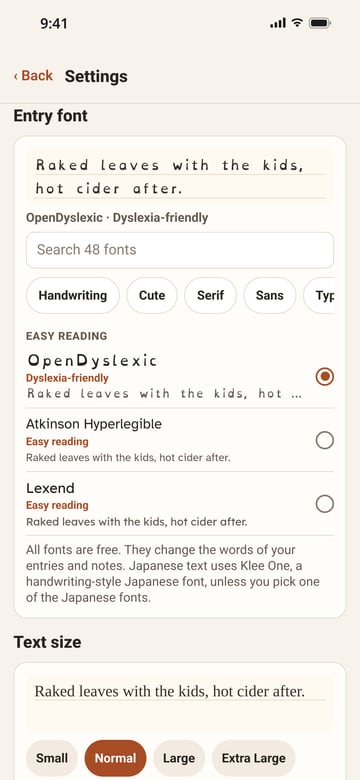 9:41
‹ Back Settings
Entry font
Raked leaves with the kids,
hot cider after.
OpenDyslexic · Dyslexia-friendly
Search 48 fonts
Handwriting Cute Serif Sans
EASY READING
OpenDyslexic
Dyslexia-friendly
Raked leaves with the kids, hot ...
Atkinson Hyperlegible
Easy reading
Raked leaves with the kids, hot cider after.
Lexend
Easy reading
Raked leaves with the kids, hot cider after.
All fonts are free. They change the words of your
entries and notes. Japanese text uses Klee One, a
handwriting-style Japanese font, unless you pick one
of the Japanese fonts.
Text size
Raked leaves with the kids, hot cider after.
Small Normal Large Extra Large